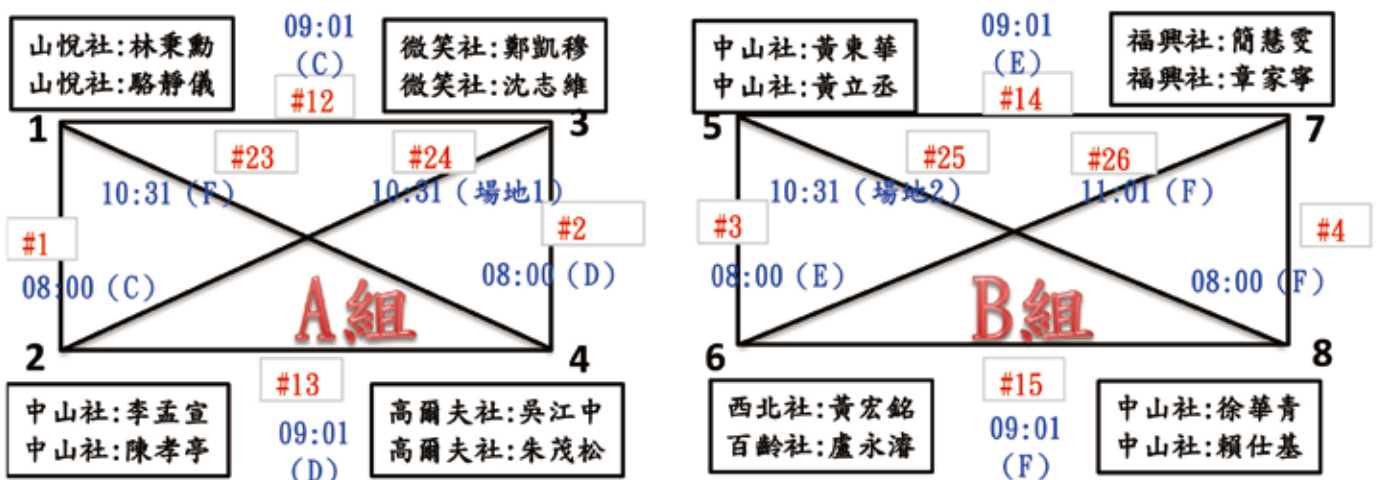 山悅社:林秉勳
山悅社:駱靜儀
09:01
(C)
#12
微笑社:鄭凱穆
微笑社:沈志維
1
3
#23
#24
10:31 (F)
10:31 (場地1)
#1
#2
08:00 (C)
08:00 (D)
A組
2
4
#13
中山社:李孟宣
中山社:陳孝亭
09:01
(D)
高爾夫社:吳江中
高爾夫社:朱茂松
中山社:黃東華
中山社:黃立丞
09:01
(E)
#14
福興社:簡慧雯
福興社:章家寧
5
7
#25
#26
10:31 (場地2)
11:01 (F)
#3
#4
08:00 (E)
08:00 (F)
B組
6
8
#15
西北社:黃宏銘
百齡社:盧永濬
09:01
(F)
中山社:徐華青
中山社:賴仕基